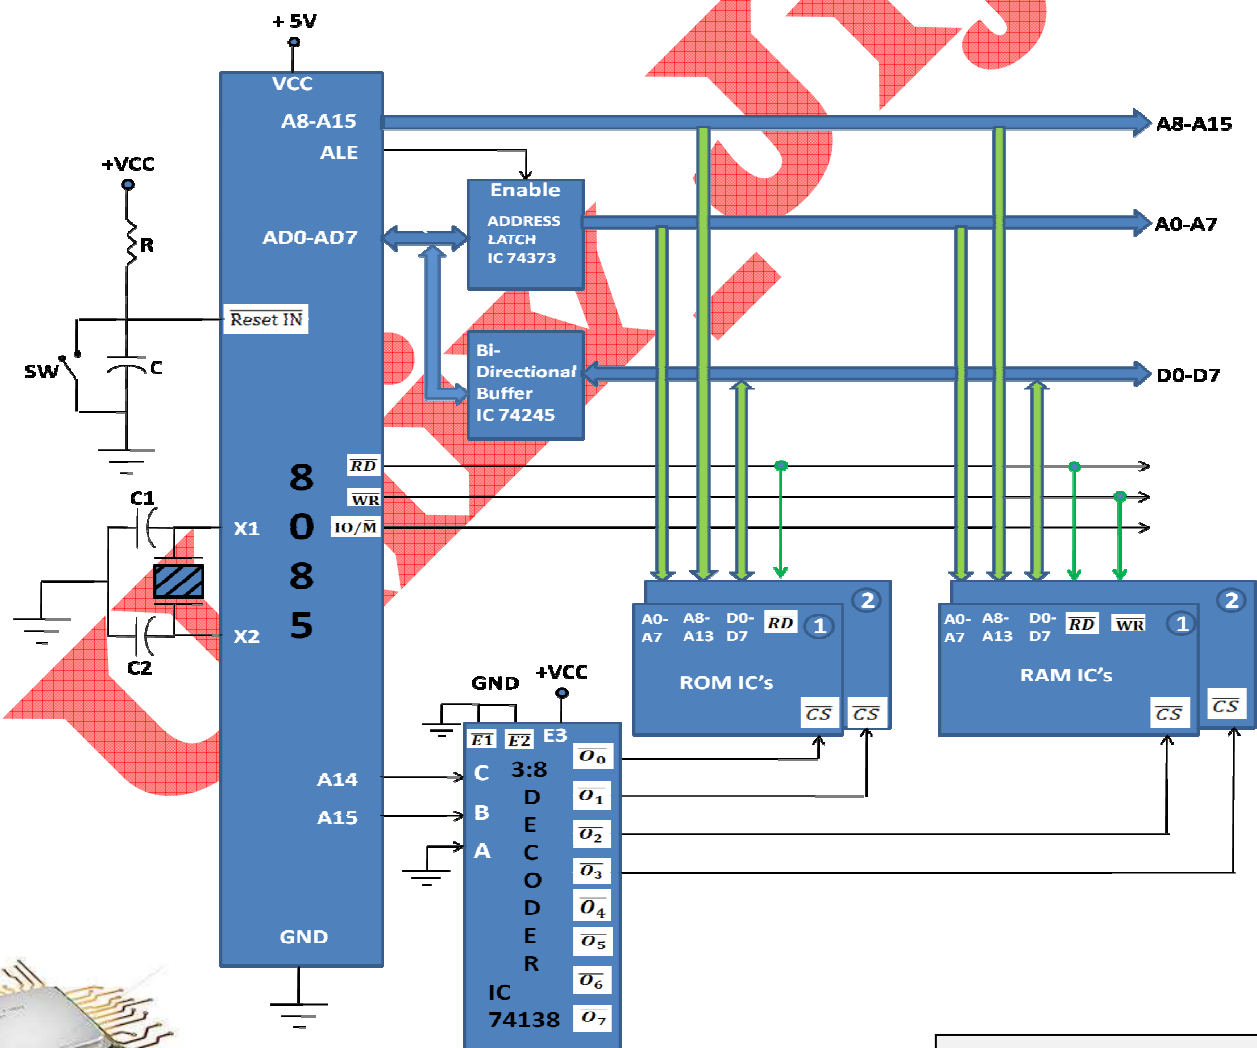 + 5V
VCC
A8-A15
A8-A15
ALE
+VCC
Enable
ADDRESS
LATCH
IC 74373
A0-A7
AD0-AD7
R
Reset IN
SW
C
Bi-
Directional
Buffer
IC 74245
D0-D7
RD
WR
IO/M
8
0
8
5
C1
X1
X2
C2
A0-
A7
A8-
A13
D0-
D7
RD
1
2
ROM IC's
CS
CS
A0-
A7
A8-
A13
D0-
D7
RD
WR
1
2
RAM IC's
CS
CS
GND
+VCC
E1
E2
E3
A14
A15
C
B
A
3:8
D
E
C
O
D
E
R
IC
74138
O0
O1
O2
O3
O4
O5
O6
O7
GND